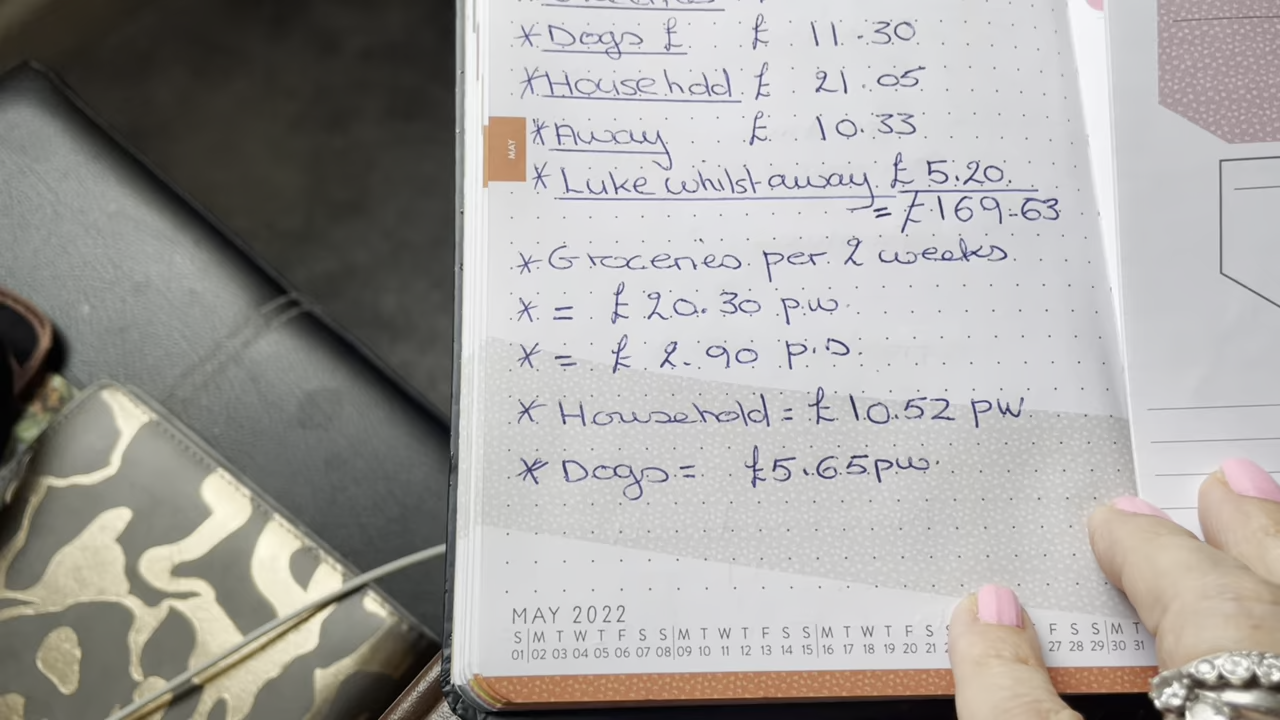 * Dogs £ £ 11.30
* Household £ 21.05
MAY
* Away £ 10.33
* Luke whilst away £ 5.20.
= £169-63
* Groceries per 2 weeks.
* = £20.30 p.w.
* = £ 2.90 p.D.
* Household = £10.52 pw
* Dogs = £5.65pw.
MAY 2022
S M T W T F S S M T W T F S S M T W T F S F S S M T
01 02 03 04 05 06 07 08 09 10 11 12 13 14 15 16 17 18 19 20 21 27 28 29 30 31